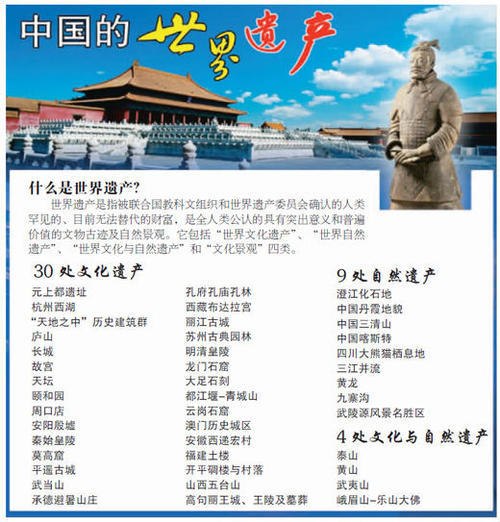 中国的世界遗产
什么是世界遗产?
世界遗产是指被联合国教科文组织和世界遗产委员会确认的人类
罕见的、目前无法替代的财富，是全人类公认的具有突出意义和普遍
价值的文物古迹及自然景观。它包括“世界文化遗产”、“世界自然
遗产”、“世界文化与自然遗产”和“文化景观”四类。
30处文化遗产
元上都遗址
杭州西湖
“天地之中”历史建筑群
庐山
长城
故宫
天坛
颐和园
周口店
安阳殷墟
秦始皇陵
莫高窟
平遥古城
武当山
承德避暑山庄
孔府孔庙孔林
西藏布达拉宫
丽江古城
苏州古典园林
明清皇陵
龙门石窟
大足石刻
都江堰-青城山
云岗石窟
澳门历史城区
安徽西递宏村
福建土楼
开平碉楼与村落
山西五台山
高句丽王城、王陵及墓葬
9处自然遗产
澄江化石地
中国丹霞地貌
中国三清山
中国喀斯特
四川大熊猫栖息地
三江并流
黄龙
九寨沟
武陵源风景名胜区
4处文化与自然遗产
泰山
黄山
武夷山
峨眉山-乐山大佛